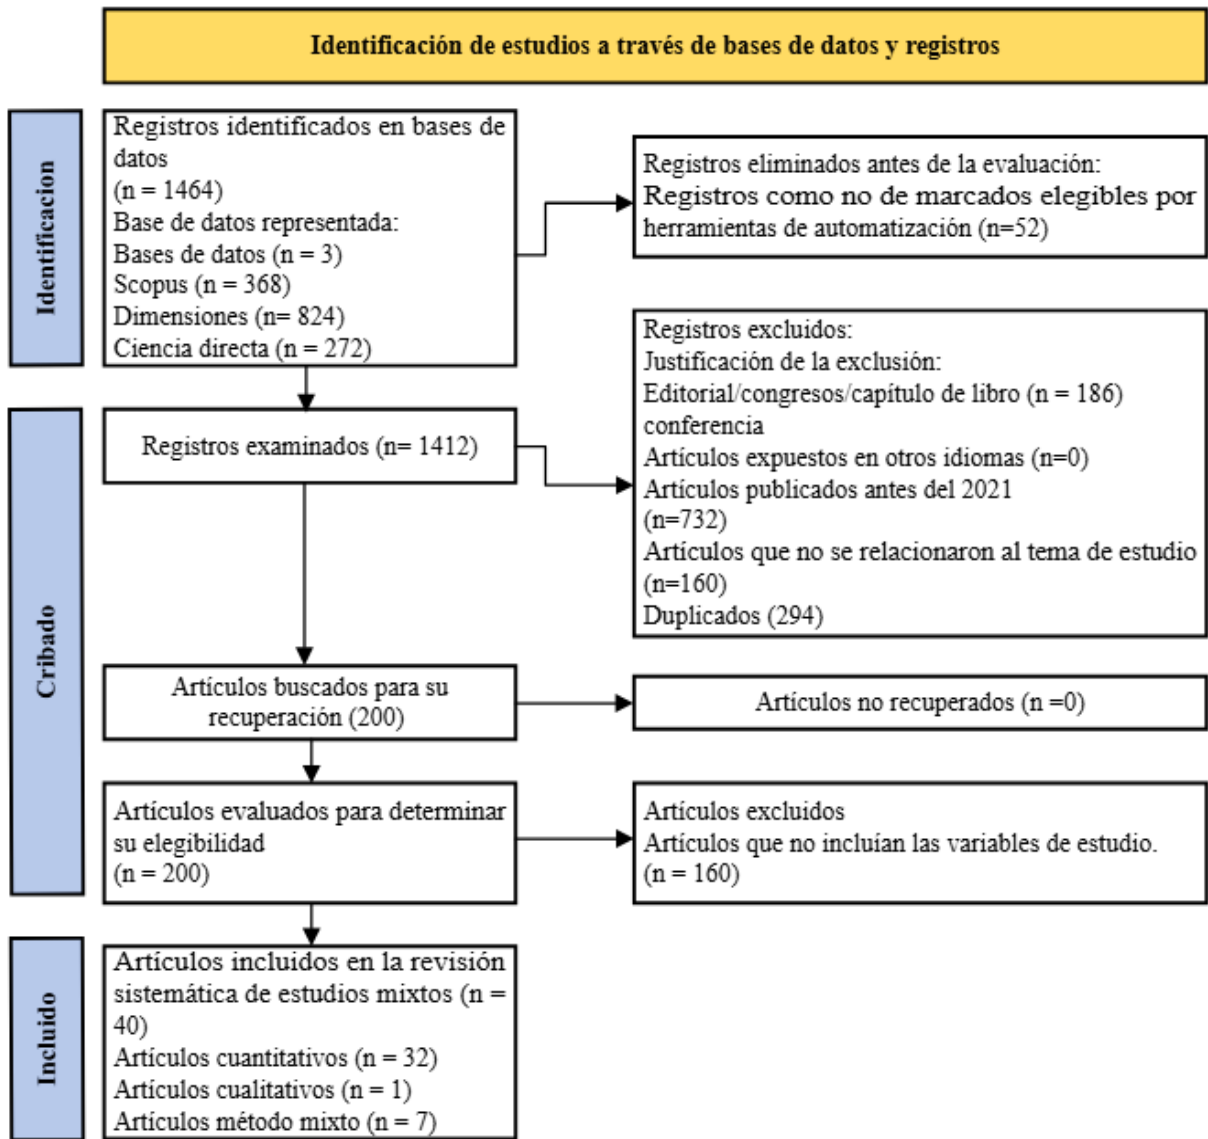 Identificación de estudios a través de bases de datos y registros
Identificacion
Registros identificados en bases de
datos
(n = 1464)
Base de datos representada:
Bases de datos (n = 3)
Scopus (n = 368)
Dimensiones (n= 824)
Ciencia directa (n = 272)
Registros eliminados antes de la evaluación:
Registros como no de marcados elegibles por
herramientas de automatización (n=52)
Cribado
Registros examinados (n= 1412)
Registros excluidos:
Justificación de la exclusión:
Editorial/congresos/capítulo de libro (n = 186)
conferencia
Artículos expuestos en otros idiomas (n=0)
Artículos publicados antes del 2021
(n=732)
Artículos que no se relacionaron al tema de estudio
(n=160)
Duplicados (294)
Artículos buscados para su
recuperación (200)
Artículos no recuperados (n =0)
Artículos evaluados para determinar
su elegibilidad
(n = 200)
Artículos excluidos
Artículos que no incluían las variables de estudio.
(n = 160)
Incluido
Artículos incluidos en la revisión
sistemática de estudios mixtos (n =
40)
Artículos cuantitativos (n = 32)
Artículos cualitativos (n = 1)
Artículos método mixto (n = 7)